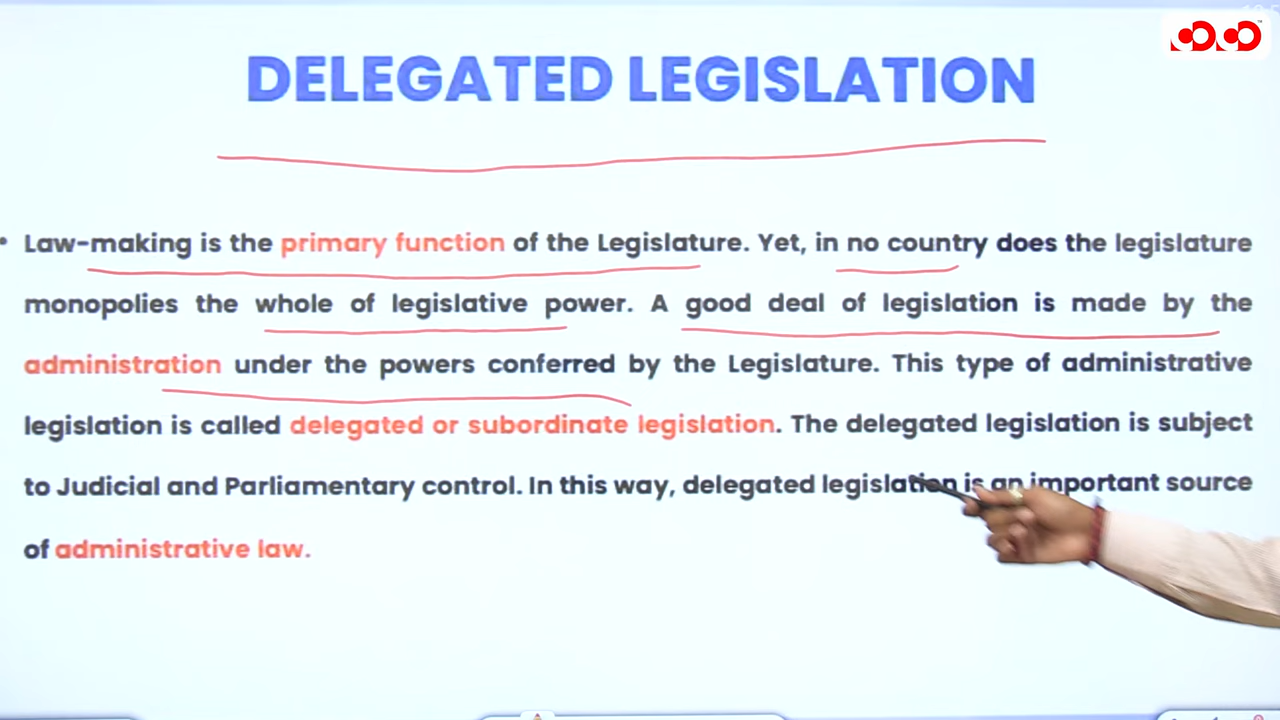 DELEGATED LEGISLATION
• Law-making is the primary function of the Legislature. Yet, in no country does the legislature
monopolies the whole of legislative power. A good deal of legislation is made by the
administration under the powers conferred by the Legislature. This type of administrative
legislation is called delegated or subordinate legislation. The delegated legislation is subject
to Judicial and Parliamentary control. In this way, delegated legislation is an important source
of administrative law.